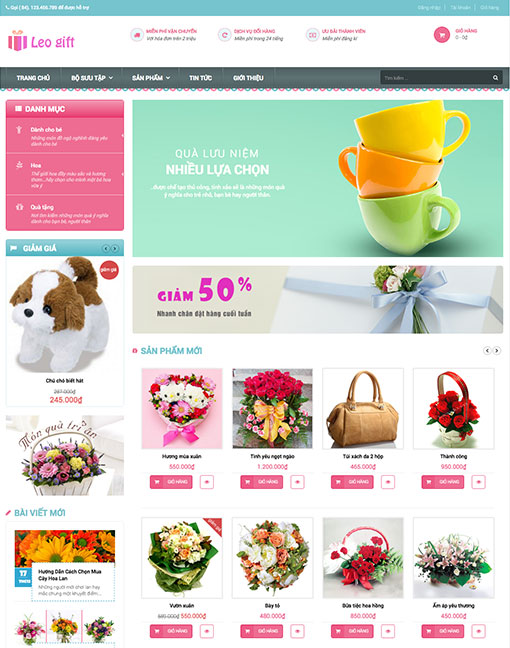 Gọi ( 84). 123.456.789 để được hỗ trợ
Đăng nhập | Tài khoản | Giỏ hàng
Leo gift
MIỄN PHÍ VẬN CHUYỂN
Với hóa đơn trên 2 triệu
DỊCH VỤ ĐỔI HÀNG
Miễn phí trong 24 tiếng
ƯU ĐÃI THÀNH VIÊN
Miễn phí đăng kí
GIỎ HÀNG
0 - 0₫
TRANG CHỦ
BỘ SƯU TẬP
SẢN PHẨM
TIN TỨC
GIỚI THIỆU
Tìm kiếm ...
DANH MỤC
Dành cho bé
Những món đồ ngộ nghĩnh đáng yêu
dành cho bé
Hoa
Thế giới hoa đầy màu sắc và hương
thơm...hãy chọn cho mình một bó hoa
Quà tặng
Nơi tìm kiếm những món quà ý nghĩa
dành cho bạn bè, người thân
QUÀ LƯU NIỆM
NHIỀU LỰA CHỌN
...được chế tạo thủ công, tinh xảo sẽ là những món quà
ý nghĩa cho trẻ nhỏ, bạn bè hay người thân.
GIẢM GIÁ
giảm giá
Chú chó biết hát
287.000₫
245.000₫
GIẢM 50%
Nhanh chân đặt hàng cuối tuần
SẢN PHẨM MỚI
Hương mùa xuân
550.000₫
GIỎ HÀNG
Tình yêu ngọt ngào
1.200.000₫
GIỎ HÀNG
Túi xách da 2 hộp
465.000₫
GIỎ HÀNG
Thành công
950.000₫
GIỎ HÀNG
Món quà tri ân
BÀI VIẾT MỚI
17
TH05
Hướng Dẫn Cách Chọn Mua
Cây Hoa Lan
Những người mới chơi lan hay
mắc chung một khuyết điểm...
GIẢM GIÁ
Vườn xuân
589.000₫ 550.000₫
GIỎ HÀNG
Bày tỏ
480.000₫
GIỎ HÀNG
Bữa tiệc hoa hồng
850.000₫
GIỎ HÀNG
Ấm áp yêu thương
450.000₫
GIỎ HÀNG